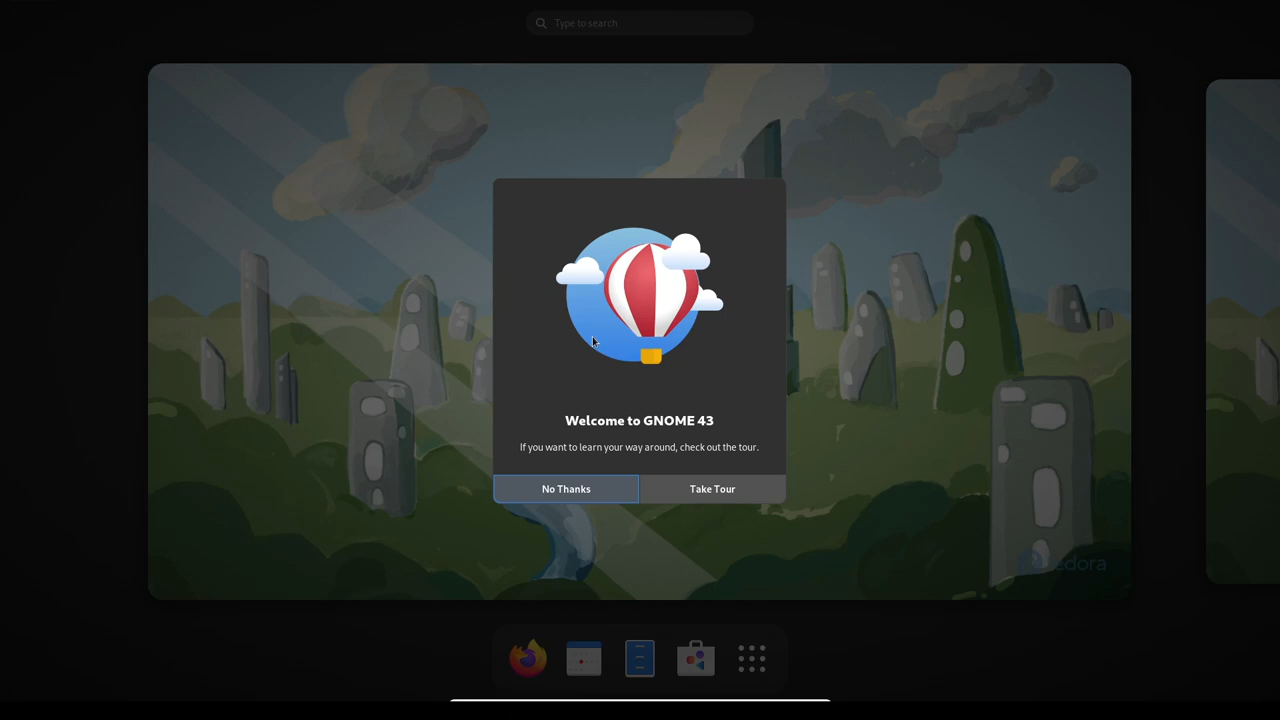 Type to search
Welcome to GNOME 43
If you want to learn your way around, check out the tour.
No Thanks
Take Tour
edora